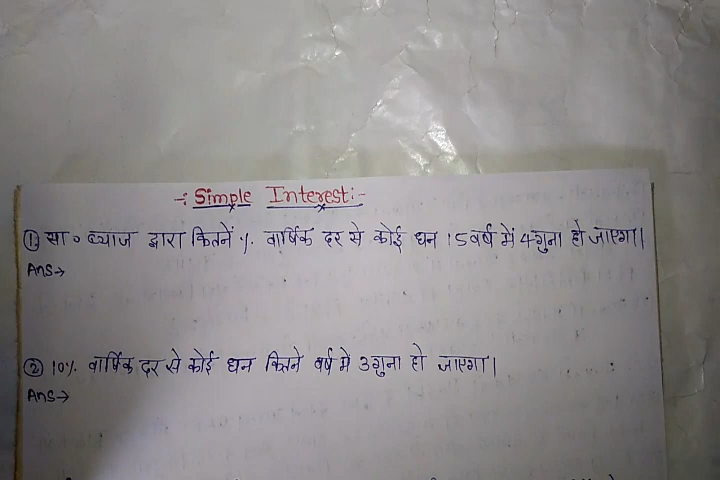 -: Simple Interest:-
① सा० ब्याज द्वारा कितनें % वार्षिक दर से कोई धन 15 वर्ष में 4 गुना हो जाएगा।
Ans→
② 10% वार्षिक दर से कोई धन कितने वर्ष मे 3 गुना हो जाएगा।
Ans→